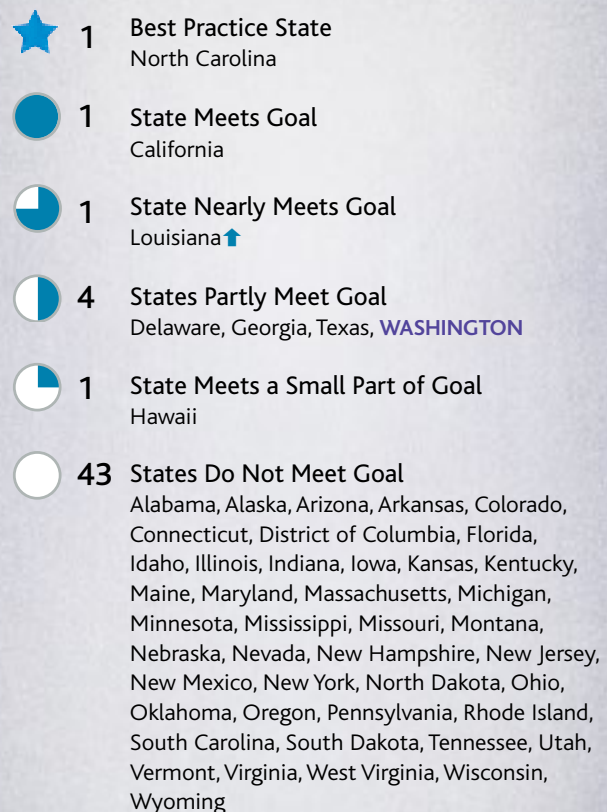 1 Best Practice State
North Carolina
1 State Meets Goal
California
1 State Nearly Meets Goal
Louisiana⬆
4 States Partly Meet Goal
Delaware, Georgia, Texas, WASHINGTON
1 State Meets a Small Part of Goal
Hawaii
43 States Do Not Meet Goal
Alabama, Alaska, Arizona, Arkansas, Colorado,
Connecticut, District of Columbia, Florida,
Idaho, Illinois, Indiana, Iowa, Kansas, Kentucky,
Maine, Maryland, Massachusetts, Michigan,
Minnesota, Mississippi, Missouri, Montana,
Nebraska, Nevada, New Hampshire, New Jersey,
New Mexico, New York, North Dakota, Ohio,
Oklahoma, Oregon, Pennsylvania, Rhode Island,
South Carolina, South Dakota, Tennessee, Utah,
Vermont, Virginia, West Virginia, Wisconsin,
Wyoming